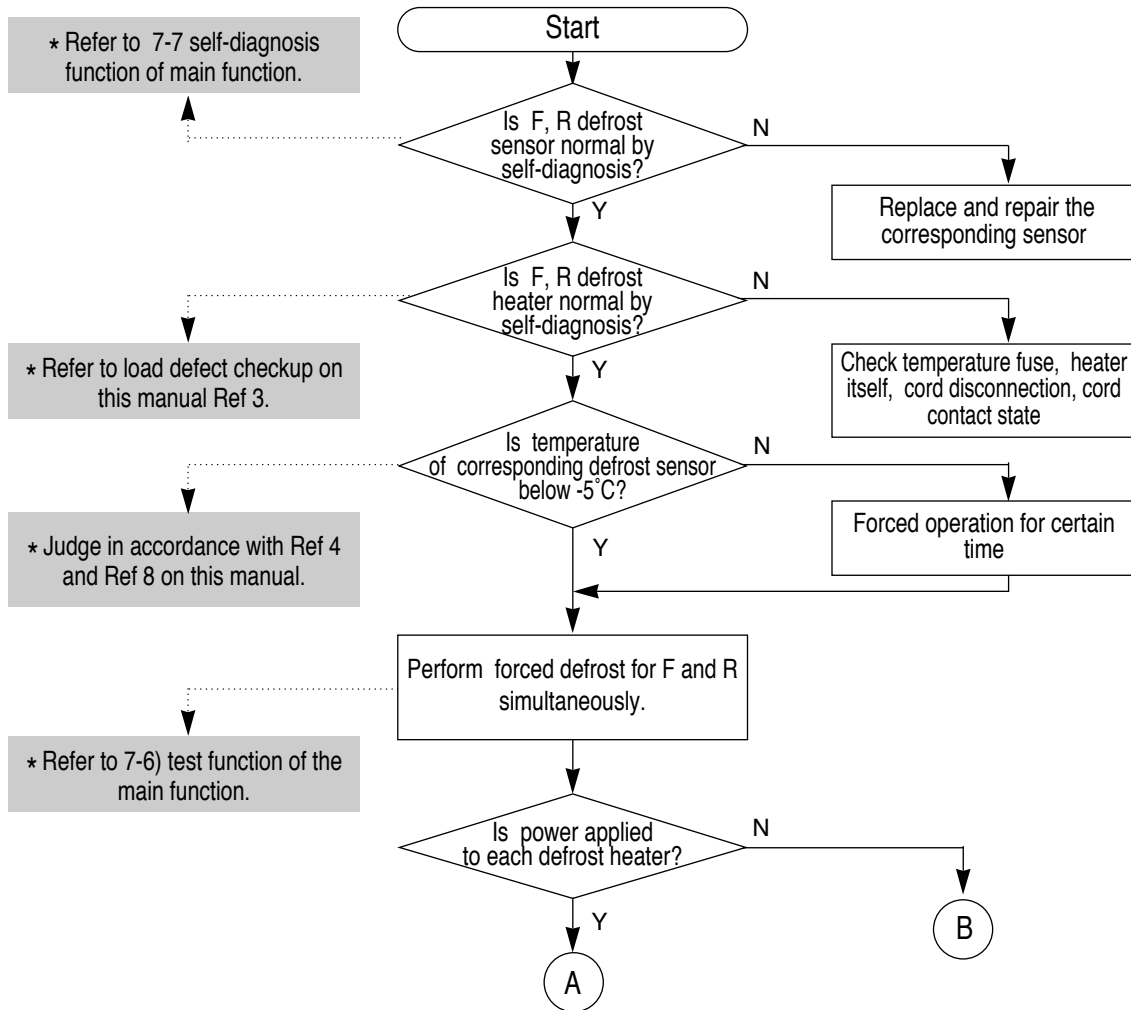 Start
* Refer to 7-7 self-diagnosis
function of main function.
Is F, R defrost
sensor normal by
self-diagnosis?
N
Replace and repair the
corresponding sensor
Y
Is F, R defrost
heater normal by
self-diagnosis?
N
* Refer to load defect checkup on
this manual Ref 3.
Check temperature fuse, heater
itself, cord disconnection, cord
contact state
Y
Is temperature
of corresponding defrost sensor
below -5°C?
N
* Judge in accordance with Ref 4
and Ref 8 on this manual.
Forced operation for certain
time
Y
Perform forced defrost for F and R
simultaneously.
* Refer to 7-6) test function of the
main function.
Is power applied
to each defrost heater?
N
B
Y
A